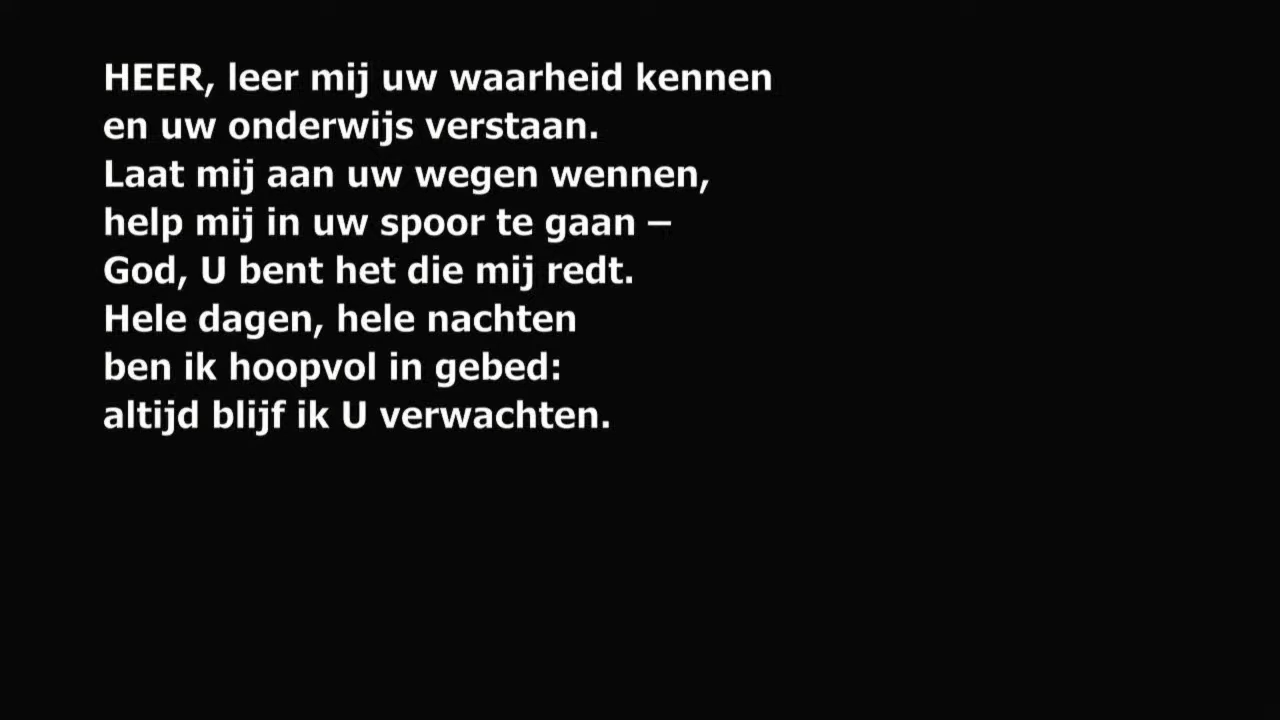 HEER, leer mij uw waarheid kennen
en uw onderwijs verstaan.
Laat mij aan uw wegen wennen,
help mij in uw spoor te gaan –
God, U bent het die mij redt.
Hele dagen, hele nachten
ben ik hoopvol in gebed:
altijd blijf ik U verwachten.